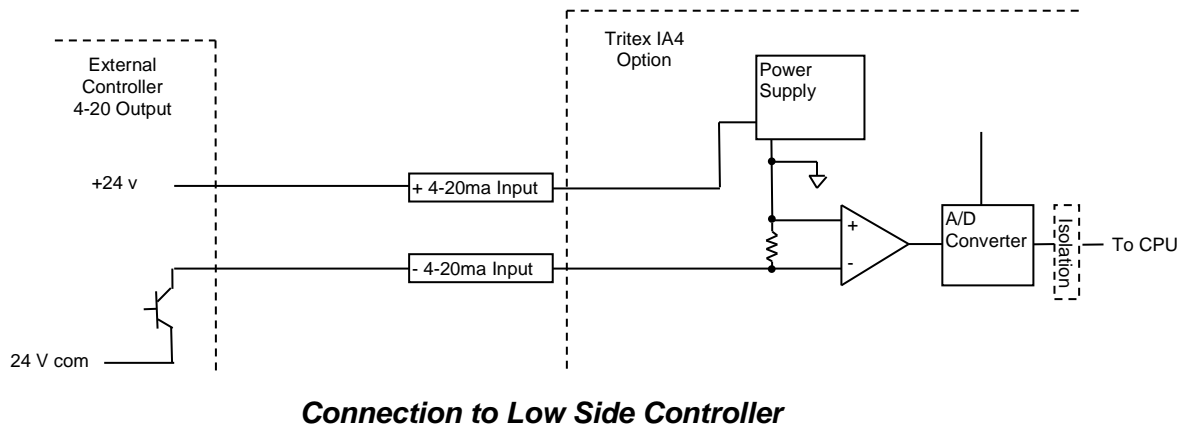 External
Controller
4-20 Output
Tritex IA4
Option
Power
Supply
+24 v
+ 4-20ma Input
- 4-20ma Input
+
-
A/D
Converter
Isolation
To CPU
24 V com
Connection to Low Side Controller